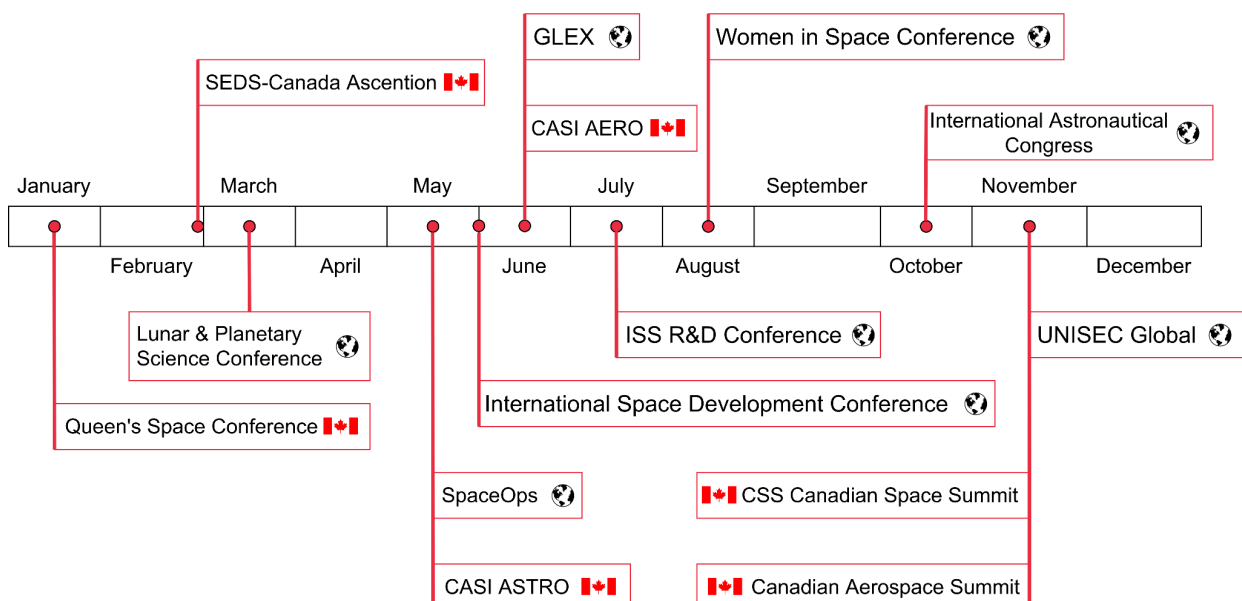 GLEX
Women in Space Conference
SEDS-Canada Ascention
CASI AERO
International Astronautical
Congress
January
March
May
July
September
November
February
April
June
August
October
December
Lunar & Planetary
Science Conference
ISS R&D Conference
UNISEC Global
International Space Development Conference
Queen's Space Conference
SpaceOps
CSS Canadian Space Summit
CASI ASTRO
Canadian Aerospace Summit